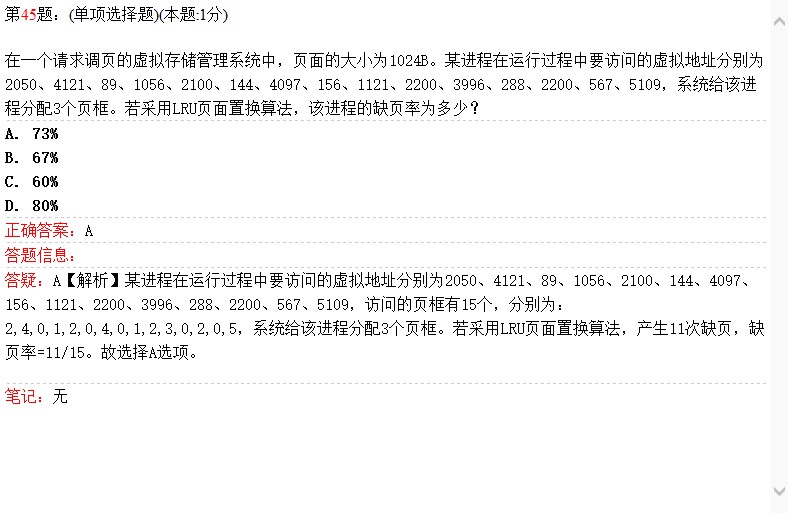 第45题：(单项选择题)(本题:1分)
在一个请求调页的虚拟存储管理系统中，页面的大小为1024B。某进程在运行过程中要访问的虚拟地址分别为
2050、4121、89、1056、2100、144、4097、156、1121、2200、3996、288、2200、567、5109，系统给该进
程分配3个页框。若采用LRU页面置换算法，该进程的缺页率为多少？
A. 73%
B. 67%
C. 60%
D. 80%
正确答案：A
答题信息：
答疑：A【解析】某进程在运行过程中要访问的虚拟地址分别为2050、4121、89、1056、2100、144、4097、
156、1121、2200、3996、288、2200、567、5109，访问的页框有15个，分别为：
2,4,0,1,2,0,4,0,1,2,3,0,2,0,5，系统给该进程分配3个页框。若采用LRU页面置换算法，产生11次缺页，缺
页率=11/15。故选择A选项。
笔记：无